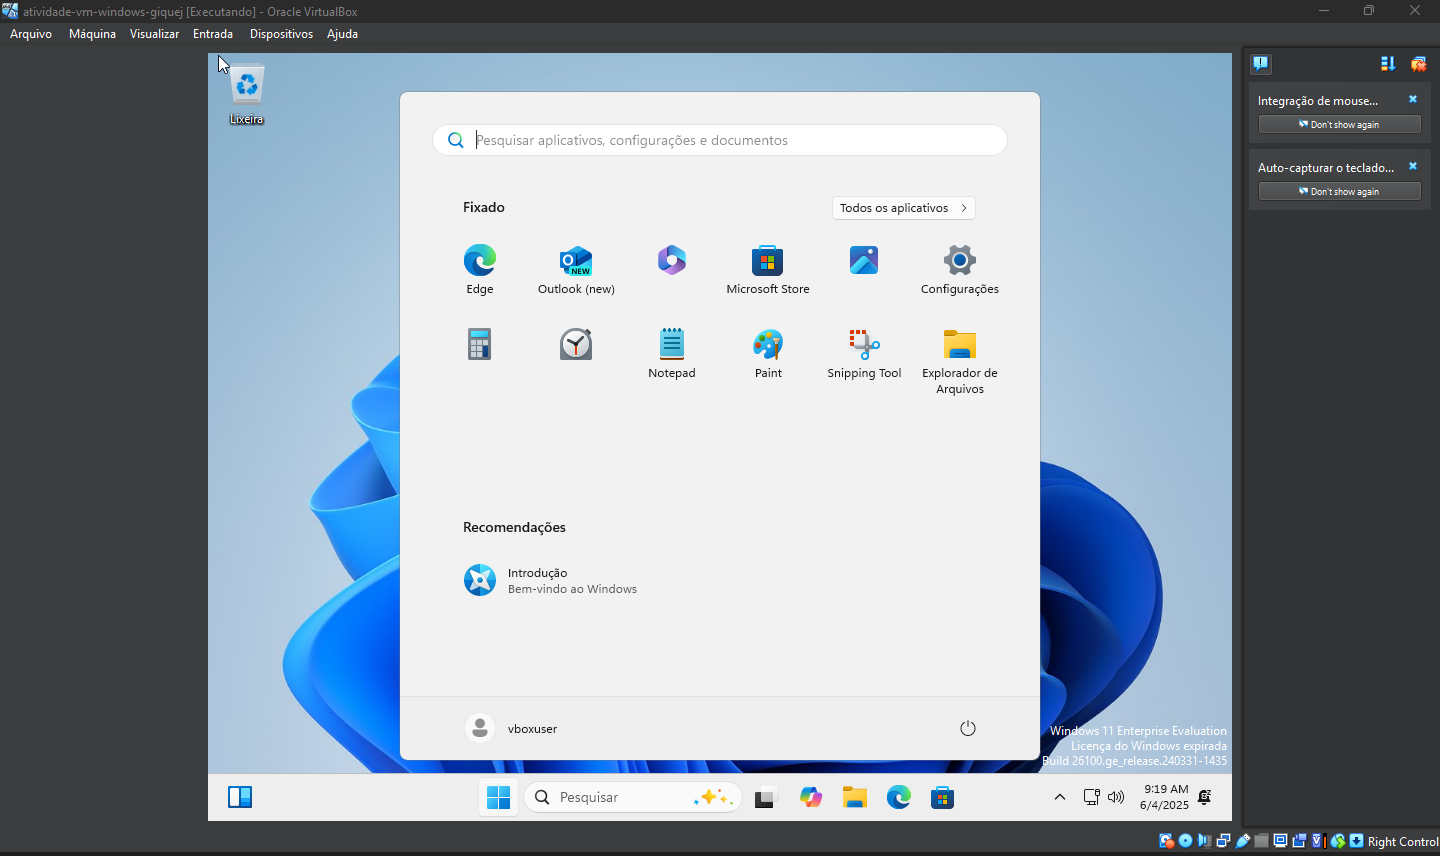 atividade-vm-windows-giquej [Executando] - Oracle VirtualBox
Arquivo Máquina Visualizar Entrada Dispositivos Ajuda
Lixeira
Pesquisar aplicativos, configurações e documentos
Fixado
Todos os aplicativos
Edge
Outlook (new)
NEW
Microsoft Store
Configurações
Notepad
Paint
Snipping Tool
Explorador de
Arquivos
Recomendações
Introdução
Bem-vindo ao Windows
vboxuser
Integração de mouse...
Don't show again
Auto-capturar o teclado...
Don't show again
Windows 11 Enterprise Evaluation
Licença do Windows expirada
Build 26100.ge_release.240331-1435
Pesquisar
9:19 AM
6/4/2025
Right Control